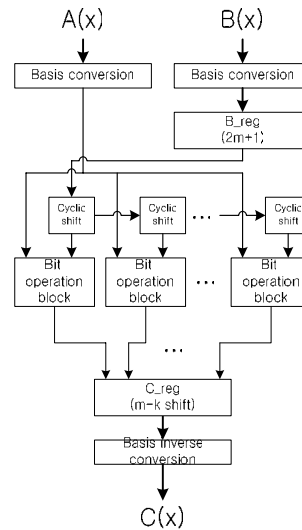 A(x) B(x)
Basis conversion Basis conversion
B_reg
(2m+1)
Cyclic shift Cyclic shift ... Cyclic shift
Bit operation block Bit operation block ... Bit operation block
...
C_reg
(m-k shift)
Basis inverse
conversion
C(x)